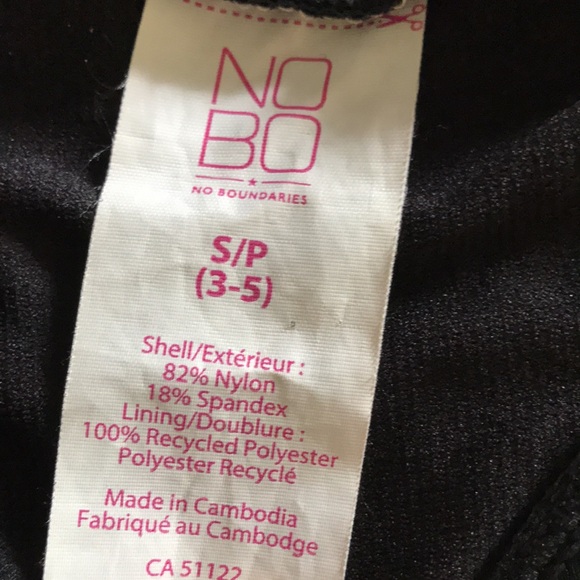 NO
BO
NO BOUNDARIES
S/P
(3-5)
Shell/Extérieur :
82% Nylon
18% Spandex
Lining/Doublure :
100% Recycled Polyester
Polyester Recyclé
Made in Cambodia
Fabriqué au Cambodge
CA 51122